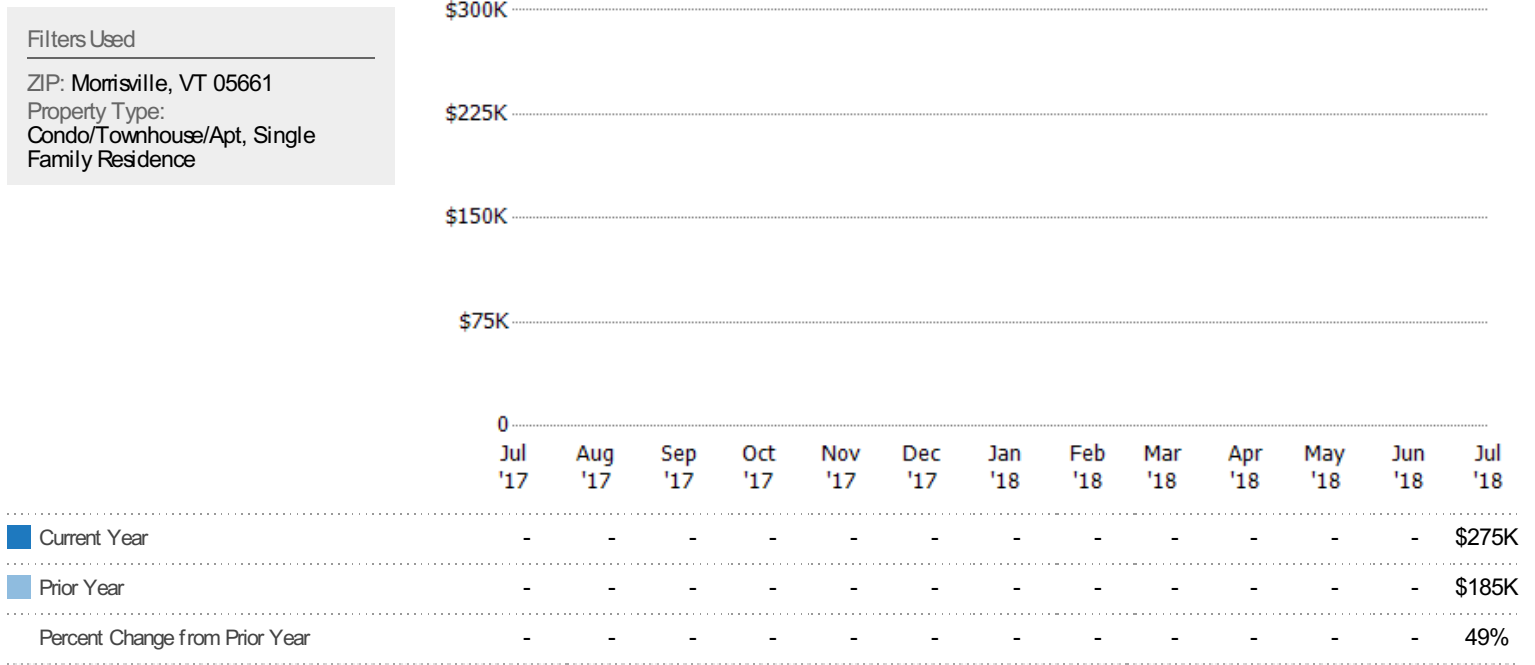 Filters Used
ZIP: Morrisville, VT 05661
Property Type:
Condo/Townhouse/Apt, Single
Family Residence
$300K
$225K
$150K
$75K
0
Jul Aug Sep Oct Nov Dec Jan Feb Mar Apr May Jun Jul
'17 '17 '17 '17 '17 '17 '18 '18 '18 '18 '18 '18 '18
Current Year - - - - - - - - - - - - $275K
Prior Year - - - - - - - - - - - - $185K
Percent Change from Prior Year - - - - - - - - - - - - 49%